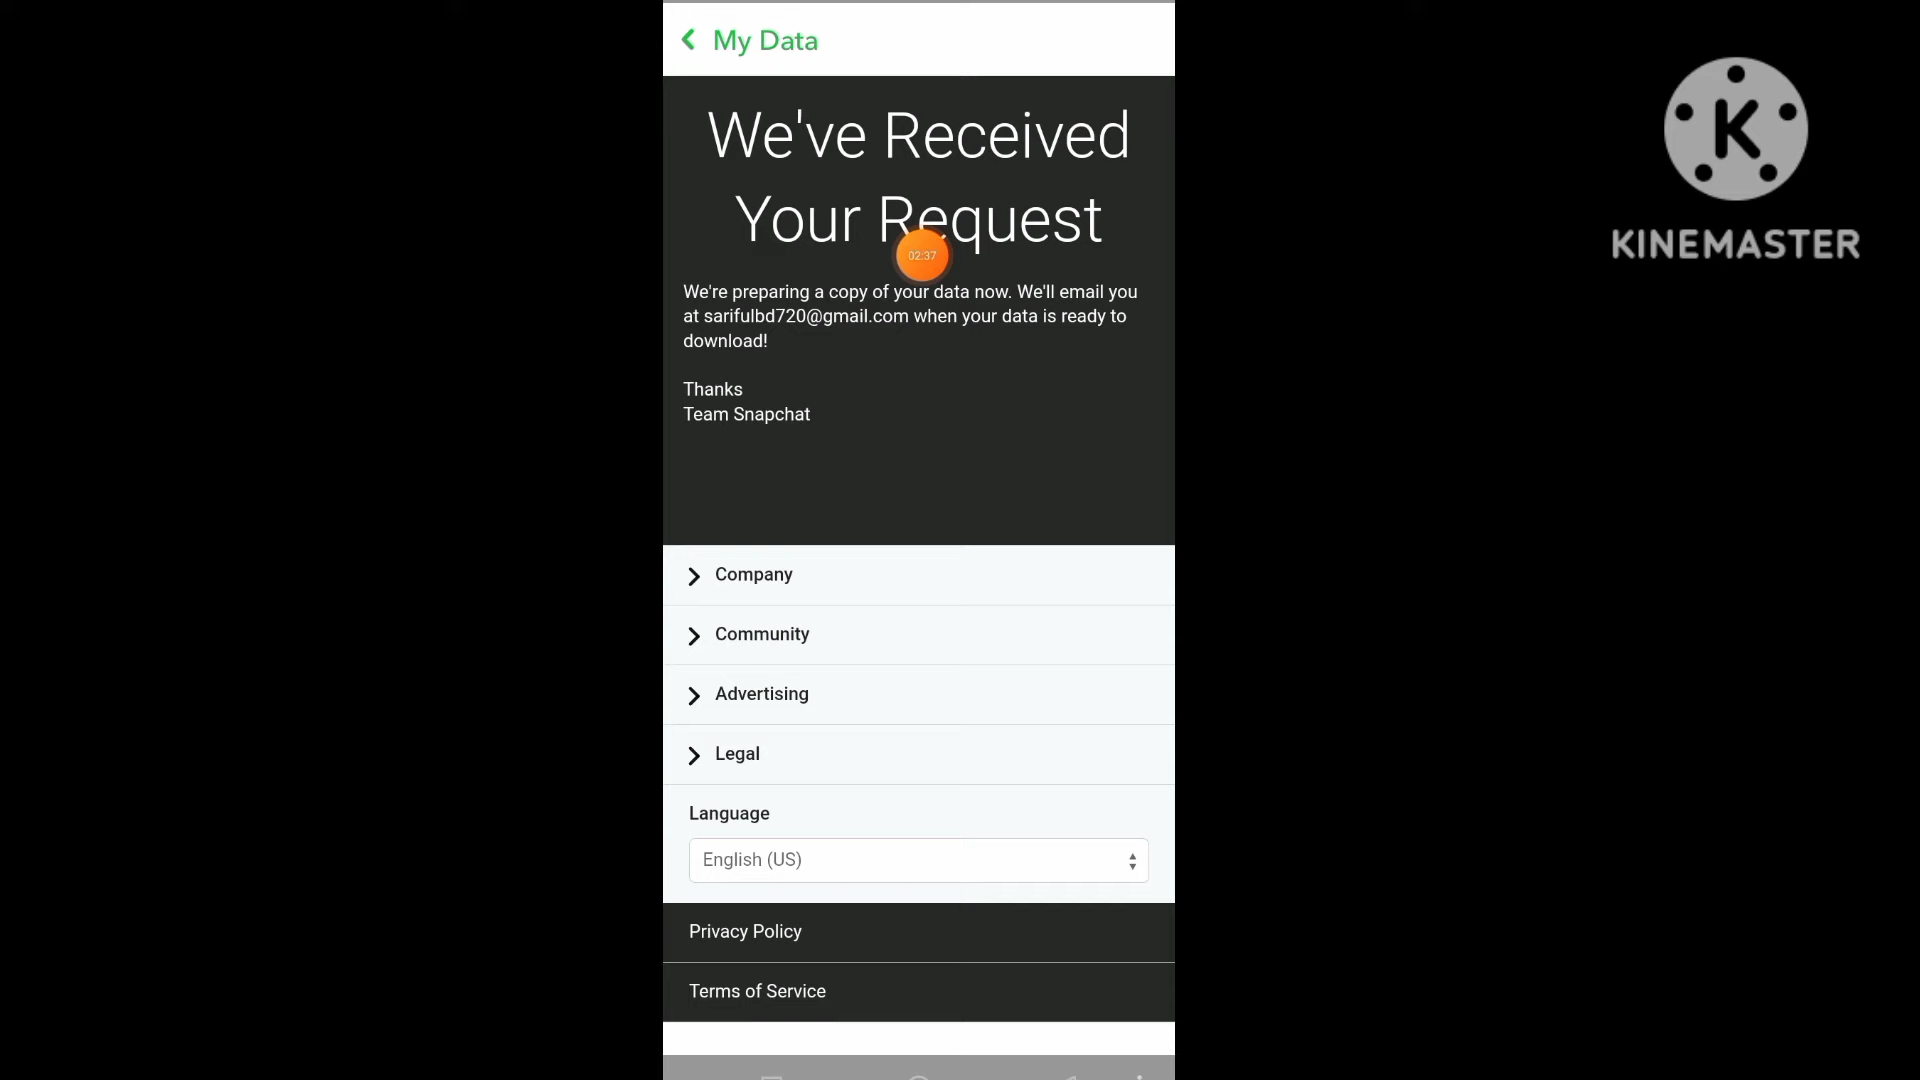 My Data
K
KINEMASTER
We've Received
Your Request
02:37
We're preparing a copy of your data now. We'll email you
at sarifulbd720@gmail.com when your data is ready to
download!
Thanks
Team Snapchat
Company
Community
Advertising
Legal
Language
English (US)
Privacy Policy
Terms of Service